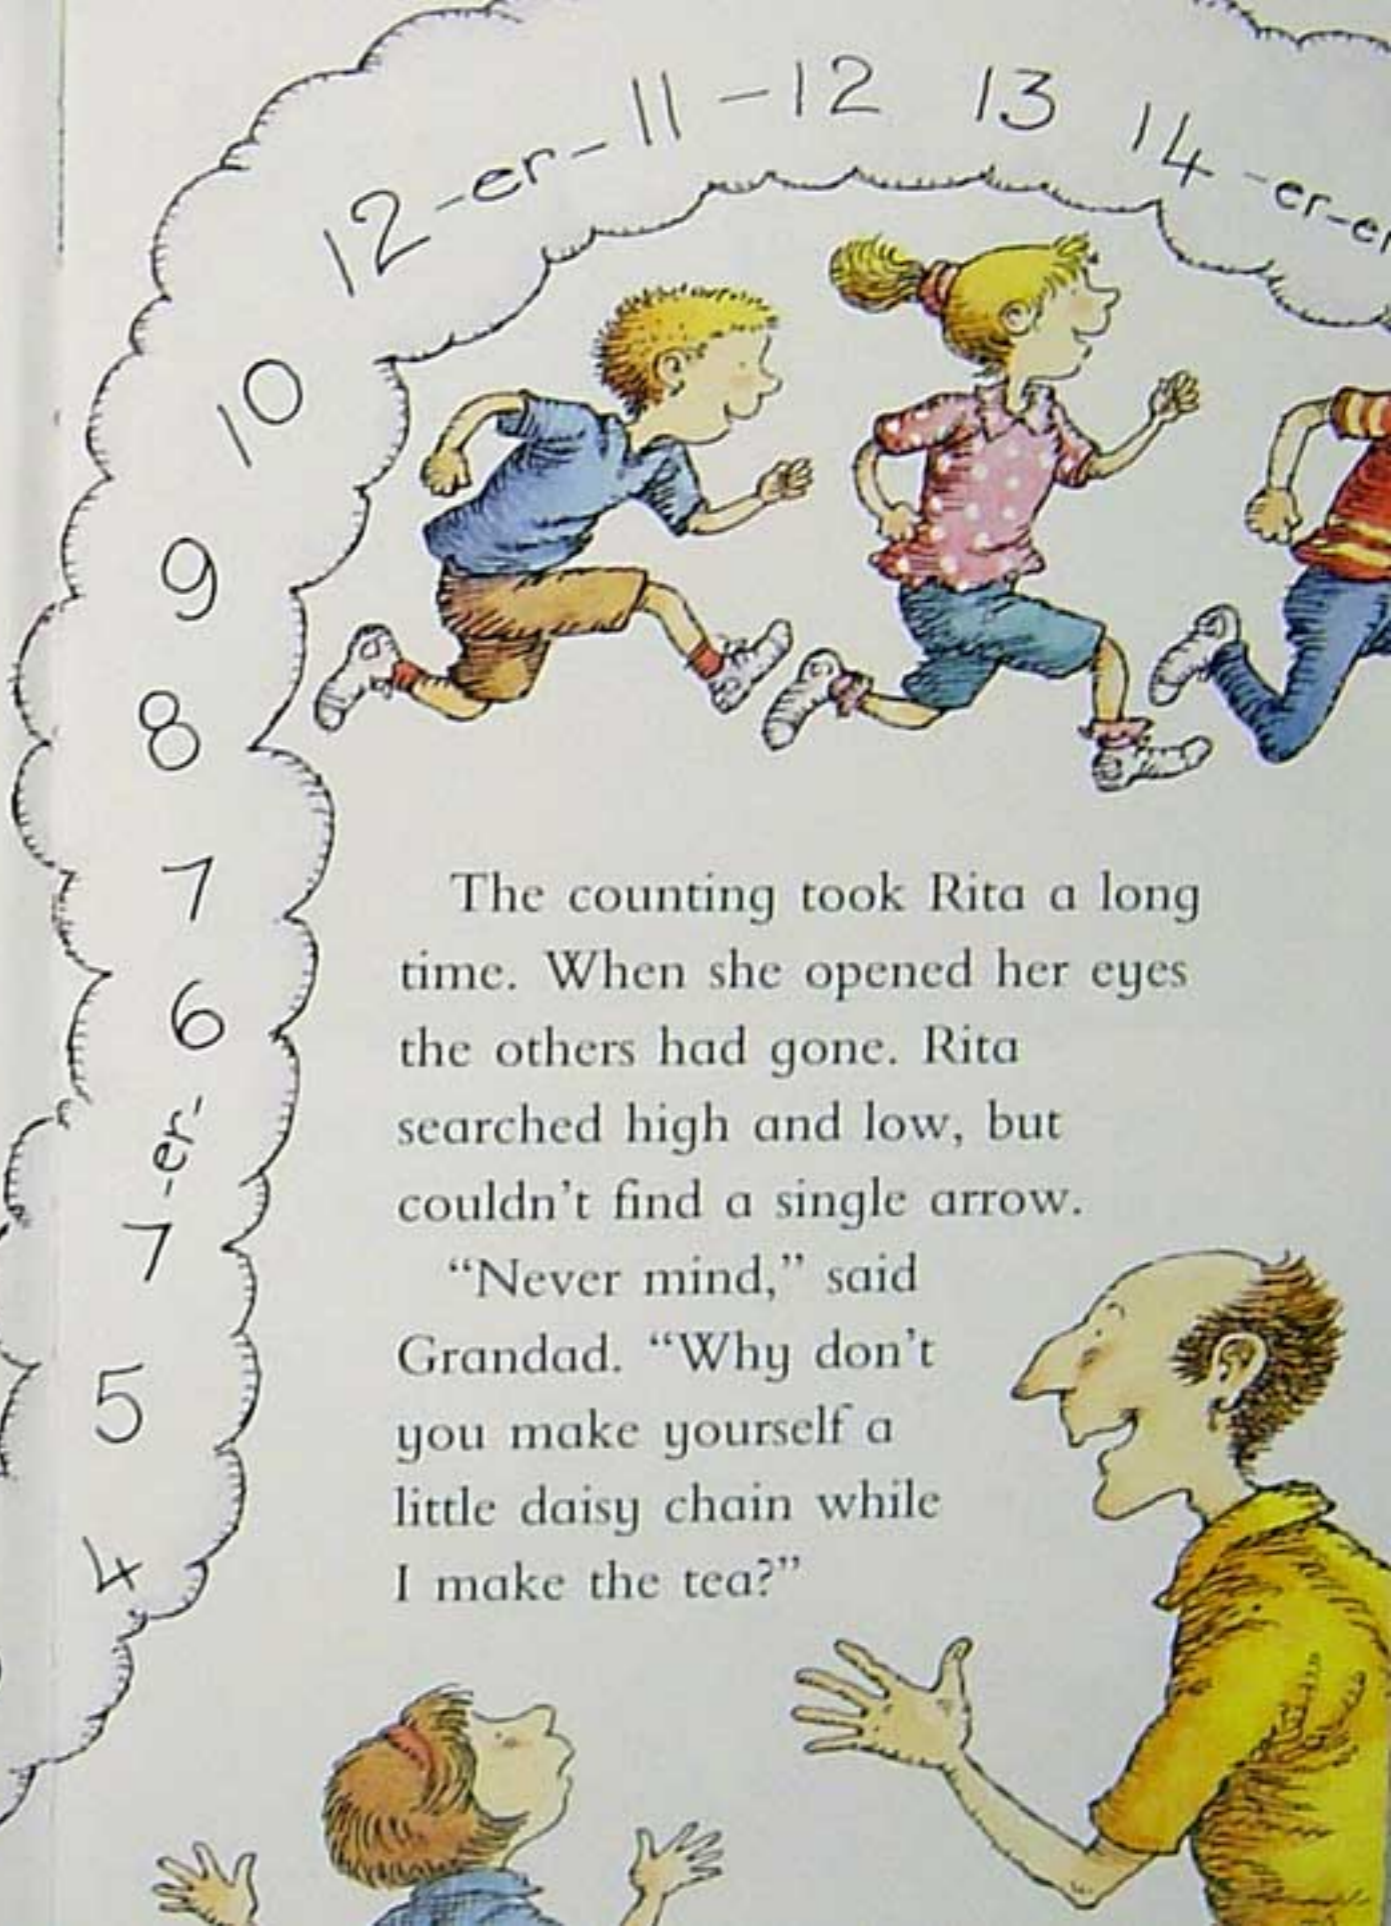 4
5
7 -er-
6
7
8
9
10
12 -er- 11 - 12 13 14 -er-er
The counting took Rita a long
time. When she opened her eyes
the others had gone. Rita
searched high and low, but
couldn't find a single arrow.
“Never mind,” said
Grandad. “Why don't
you make yourself a
little daisy chain while
I make the tea?”